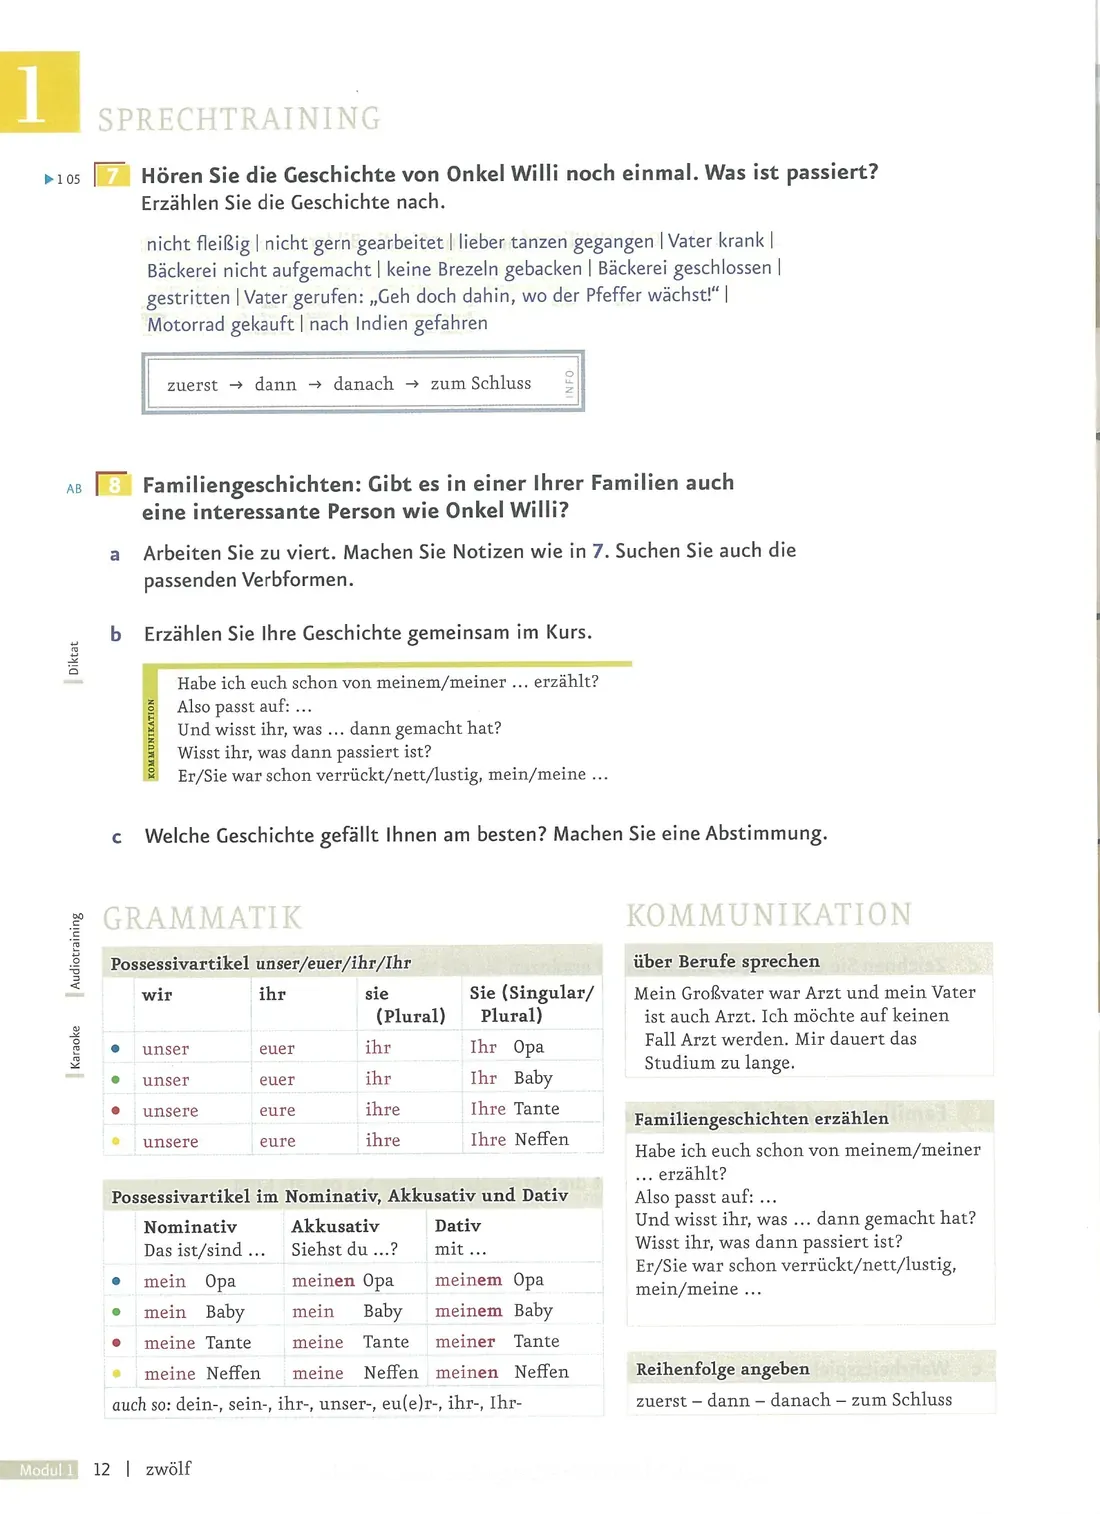 1
SPRECHTRAINING
▶ 1 05
7
Hören Sie die Geschichte von Onkel Willi noch einmal. Was ist passiert?
Erzählen Sie die Geschichte nach.
nicht fleißig | nicht gern gearbeitet | lieber tanzen gegangen | Vater krank |
Bäckerei nicht aufgemacht | keine Brezeln gebacken | Bäckerei geschlossen |
gestritten | Vater gerufen: „Geh doch dahin, wo der Pfeffer wächst!“ |
Motorrad gekauft | nach Indien gefahren
zuerst → dann → danach → zum Schluss
INFO
AB
8
Familiengeschichten: Gibt es in einer Ihrer Familien auch
eine interessante Person wie Onkel Willi?
a Arbeiten Sie zu viert. Machen Sie Notizen wie in 7. Suchen Sie auch die
passenden Verbformen.
Diktat
b Erzählen Sie Ihre Geschichte gemeinsam im Kurs.
KOMMUNIKATION
Habe ich euch schon von meinem/meiner ... erzählt?
Also passt auf: ...
Und wisst ihr, was ... dann gemacht hat?
Wisst ihr, was dann passiert ist?
Er/Sie war schon verrückt/nett/lustig, mein/meine ...
c Welche Geschichte gefällt Ihnen am besten? Machen Sie eine Abstimmung.
Audiotraining
Karaoke
GRAMMATIK
Possessivartikel unser/euer/ihr/Ihr
wir ihr sie Sie (Singular/
(Plural) Plural)
• unser euer ihr Ihr Opa
• unser euer ihr Ihr Baby
• unsere eure ihre Ihre Tante
• unsere eure ihre Ihre Neffen
Possessivartikel im Nominativ, Akkusativ und Dativ
Nominativ Akkusativ Dativ
Das ist/sind ... Siehst du ...? mit ...
• mein Opa meinen Opa meinem Opa
• mein Baby mein Baby meinem Baby
• meine Tante meine Tante meiner Tante
• meine Neffen meine Neffen meinen Neffen
auch so: dein-, sein-, ihr-, unser-, eu(e)r-, ihr-, Ihr-
KOMMUNIKATION
über Berufe sprechen
Mein Großvater war Arzt und mein Vater
ist auch Arzt. Ich möchte auf keinen
Fall Arzt werden. Mir dauert das
Studium zu lange.
Familiengeschichten erzählen
Habe ich euch schon von meinem/meiner
... erzählt?
Also passt auf: ...
Und wisst ihr, was ... dann gemacht hat?
Wisst ihr, was dann passiert ist?
Er/Sie war schon verrückt/nett/lustig,
mein/meine ...
Reihenfolge angeben
zuerst – dann – danach – zum Schluss
Modul 1
12 | zwölf